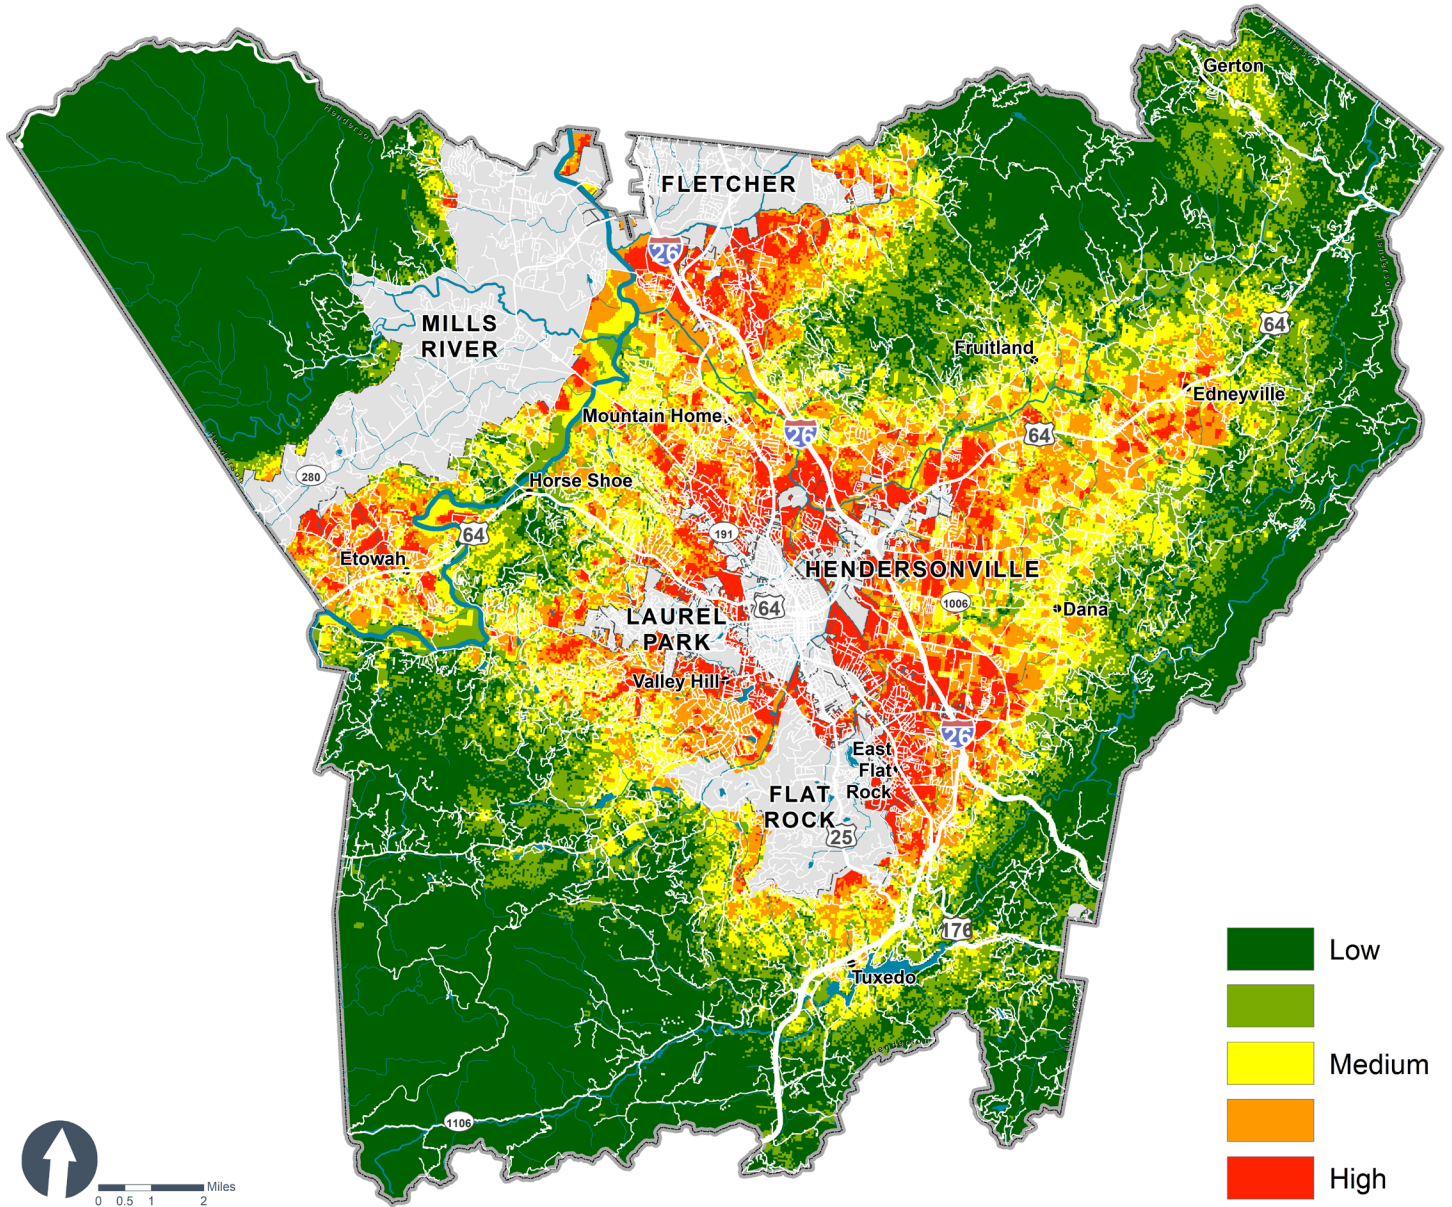 Gerton
Henderson
FLETCHER
26
MILLS
RIVER
64
Fruitland
Edneyville
Mountain Home
26
64
280
Horse Shoe
64
191
Etowah
HENDERSONVILLE
64
1006
Dana
LAUREL
PARK
Valley Hill
26
East
Flat
Rock
FLAT
ROCK
25
176
Tuxedo
1106
Low
Medium
High
Miles
0 0.5 1 2